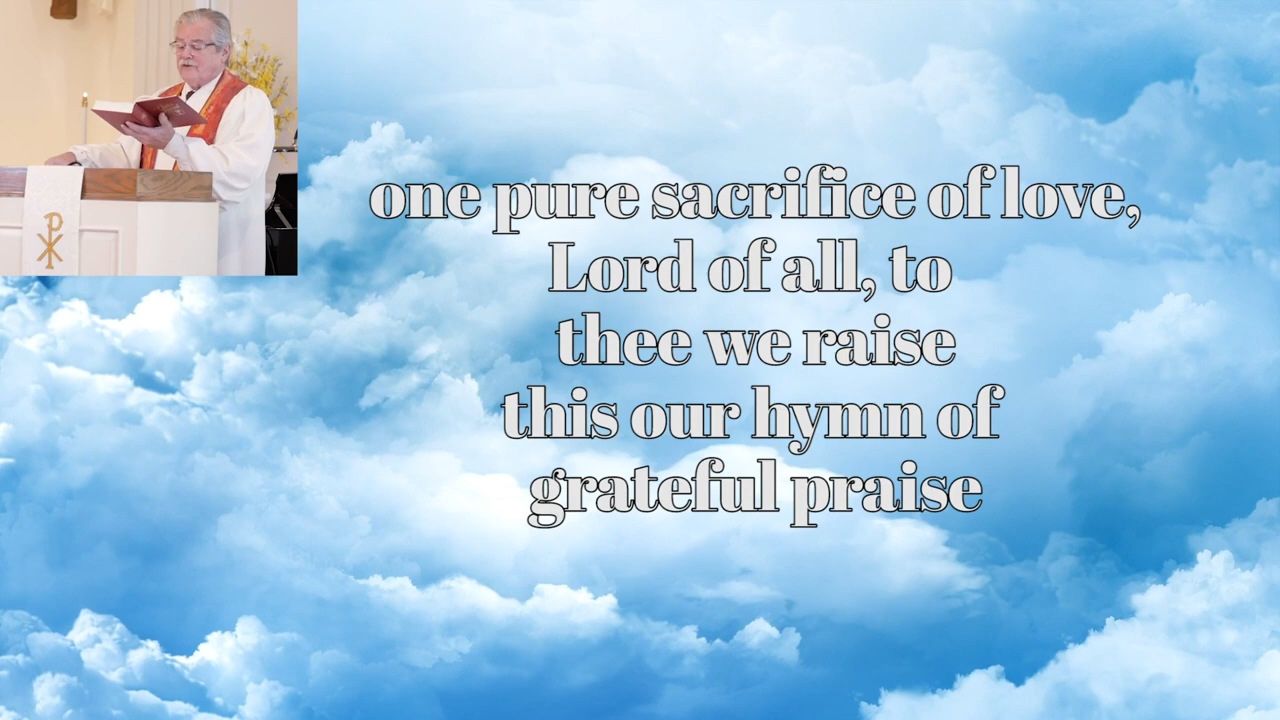 one pure sacrifice of love,
Lord of all, to
thee we raise
this our hymn of
grateful praise